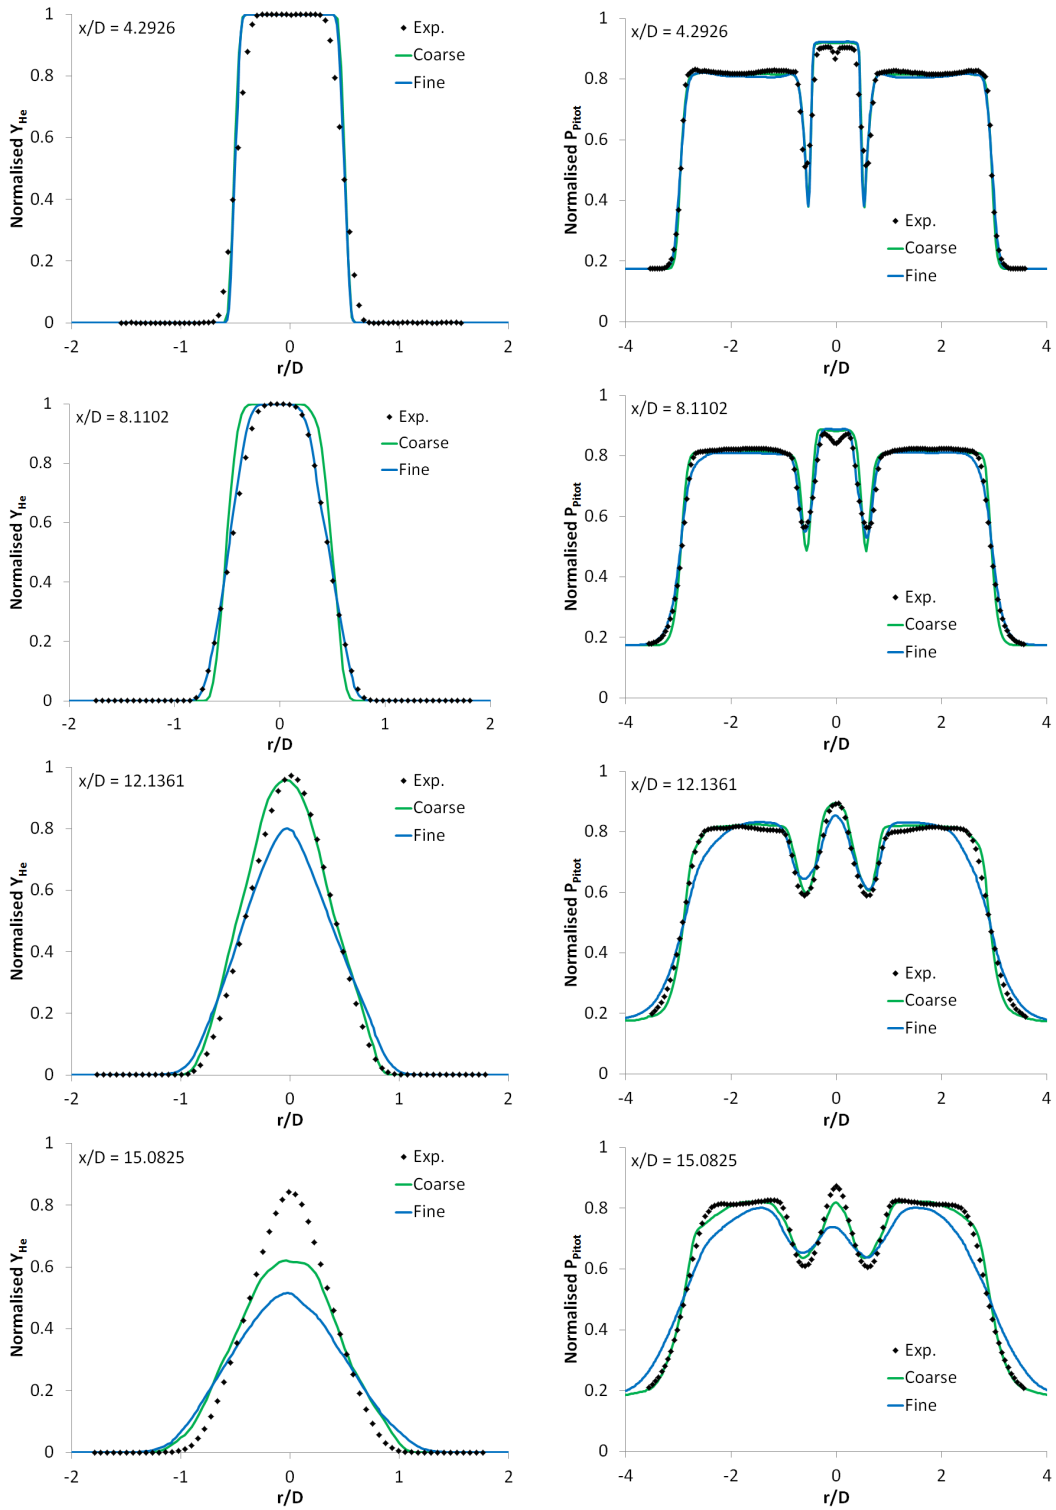 x/D = 4.2926
Exp.
Coarse
Fine
Normalised Y_He
1
0.8
0.6
0.4
0.2
0
-2
-1
0
1
2
r/D
x/D = 4.2926
Exp.
Coarse
Fine
Normalised P_Pitot
1
0.8
0.6
0.4
0.2
0
-4
-2
0
2
4
r/D
x/D = 8.1102
Exp.
Coarse
Fine
Normalised Y_He
1
0.8
0.6
0.4
0.2
0
-2
-1
0
1
2
r/D
x/D = 8.1102
Exp.
Coarse
Fine
Normalised P_Pitot
1
0.8
0.6
0.4
0.2
0
-4
-2
0
2
4
r/D
x/D = 12.1361
Exp.
Coarse
Fine
Normalised Y_He
1
0.8
0.6
0.4
0.2
0
-2
-1
0
1
2
r/D
x/D = 12.1361
Exp.
Coarse
Fine
Normalised P_Pitot
1
0.8
0.6
0.4
0.2
0
-4
-2
0
2
4
r/D
x/D = 15.0825
Exp.
Coarse
Fine
Normalised Y_He
1
0.8
0.6
0.4
0.2
0
-2
-1
0
1
2
r/D
x/D = 15.0825
Exp.
Coarse
Fine
Normalised P_Pitot
1
0.8
0.6
0.4
0.2
0
-4
-2
0
2
4
r/D